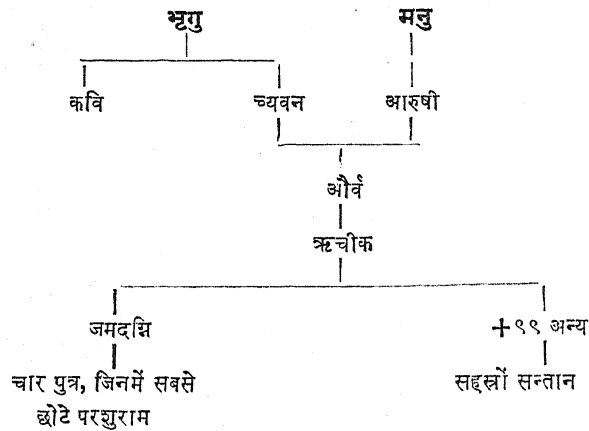 भृगु मनु
कवि च्यवन आरुषी
और्व
ऋचीक
जमदग्नि +९९ अन्य
चार पुत्र, जिनमें सबसे सहस्रों सन्तान
छोटे परशुराम